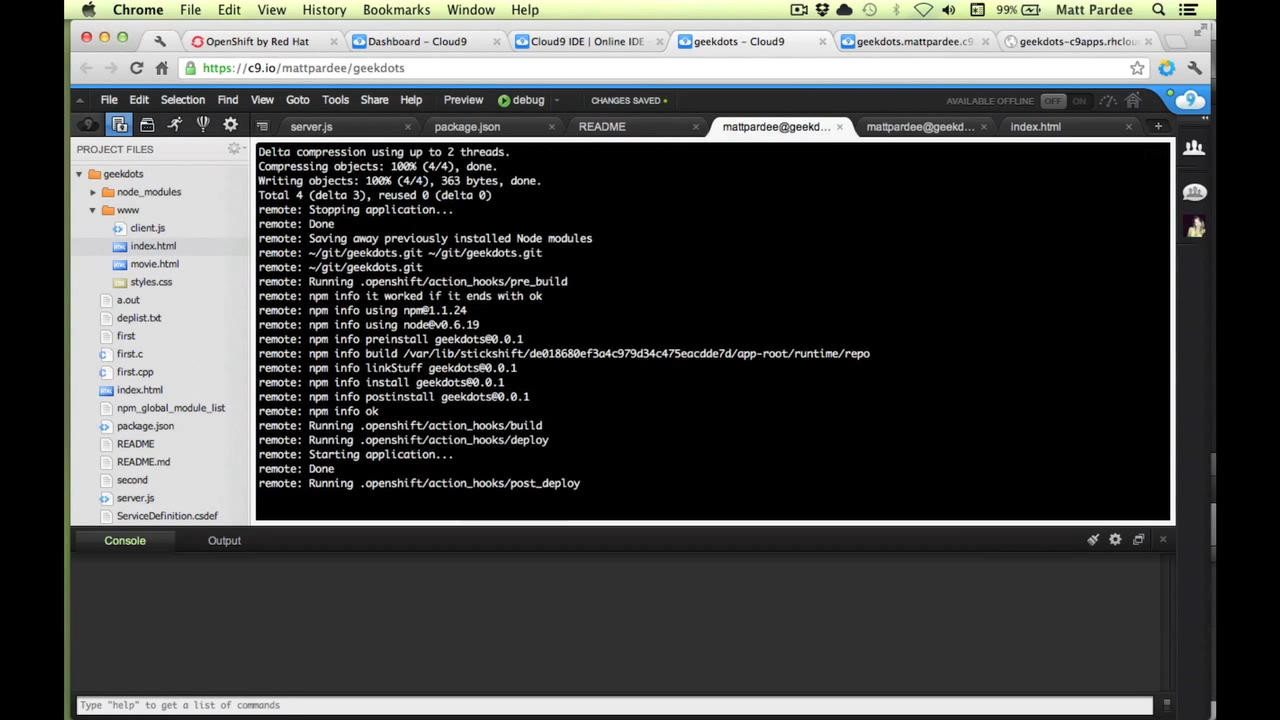 Chrome File Edit View History Bookmarks Window Help 99% Matt Pardee
OpenShift by Red Hat
Dashboard - Cloud9
Cloud9 IDE | Online IDE
geekdots - Cloud9
geekdots.mattpardee.c9
geekdots-c9apps.rhclou
https://c9.io/mattpardee/geekdots
File Edit Selection Find View Goto Tools Share Help Preview debug CHANGES SAVED AVAILABLE OFFLINE OFF ON
server.js
package.json
README
mattpardee@geekd...
mattpardee@geekd...
index.html
PROJECT FILES
geekdots
node_modules
www
client.js
index.html
movie.html
styles.css
a.out
deplist.txt
first
first.c
first.cpp
index.html
npm_global_module_list
package.json
README
README.md
second
server.js
ServiceDefinition.csdef
Delta compression using up to 2 threads.
Compressing objects: 100% (4/4), done.
Writing objects: 100% (4/4), 363 bytes, done.
Total 4 (delta 3), reused 0 (delta 0)
remote: Stopping application...
remote: Done
remote: Saving away previously installed Node modules
remote: ~/git/geekdots.git ~/git/geekdots.git
remote: ~/git/geekdots.git
remote: Running .openshift/action_hooks/pre_build
remote: npm info it worked if it ends with ok
remote: npm info using npm@1.1.24
remote: npm info using node@v0.6.19
remote: npm info preinstall geekdots@0.0.1
remote: npm info build /var/lib/stickshift/de018680ef3a4c979d34c475eacdde7d/app-root/runtime/repo
remote: npm info linkStuff geekdots@0.0.1
remote: npm info install geekdots@0.0.1
remote: npm info postinstall geekdots@0.0.1
remote: npm info ok
remote: Running .openshift/action_hooks/build
remote: Running .openshift/action_hooks/deploy
remote: Starting application...
remote: Done
remote: Running .openshift/action_hooks/post_deploy
Console Output
Type "help" to get a list of commands